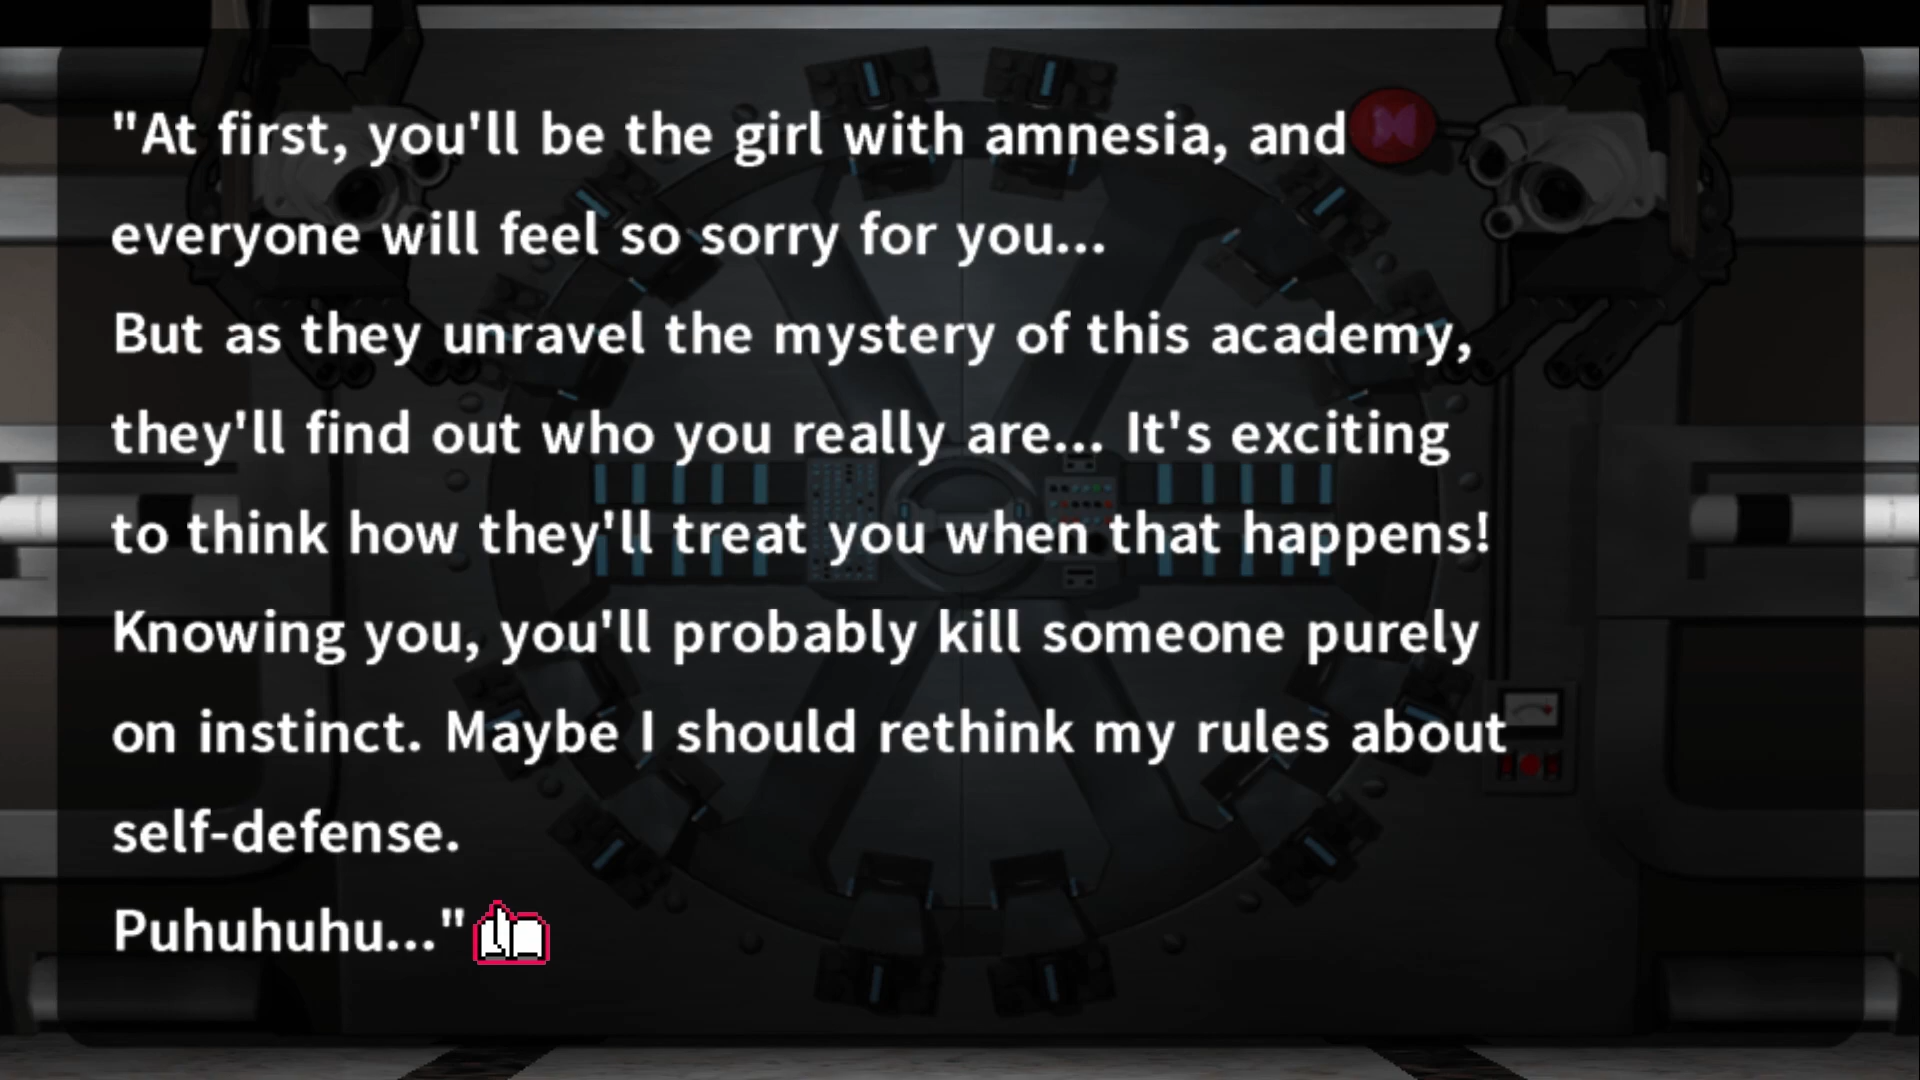 "At first, you'll be the girl with amnesia, and
everyone will feel so sorry for you...
But as they unravel the mystery of this academy,
they'll find out who you really are... It's exciting
to think how they'll treat you when that happens!
Knowing you, you'll probably kill someone purely
on instinct. Maybe I should rethink my rules about
self-defense.
Puhuhuhu..."